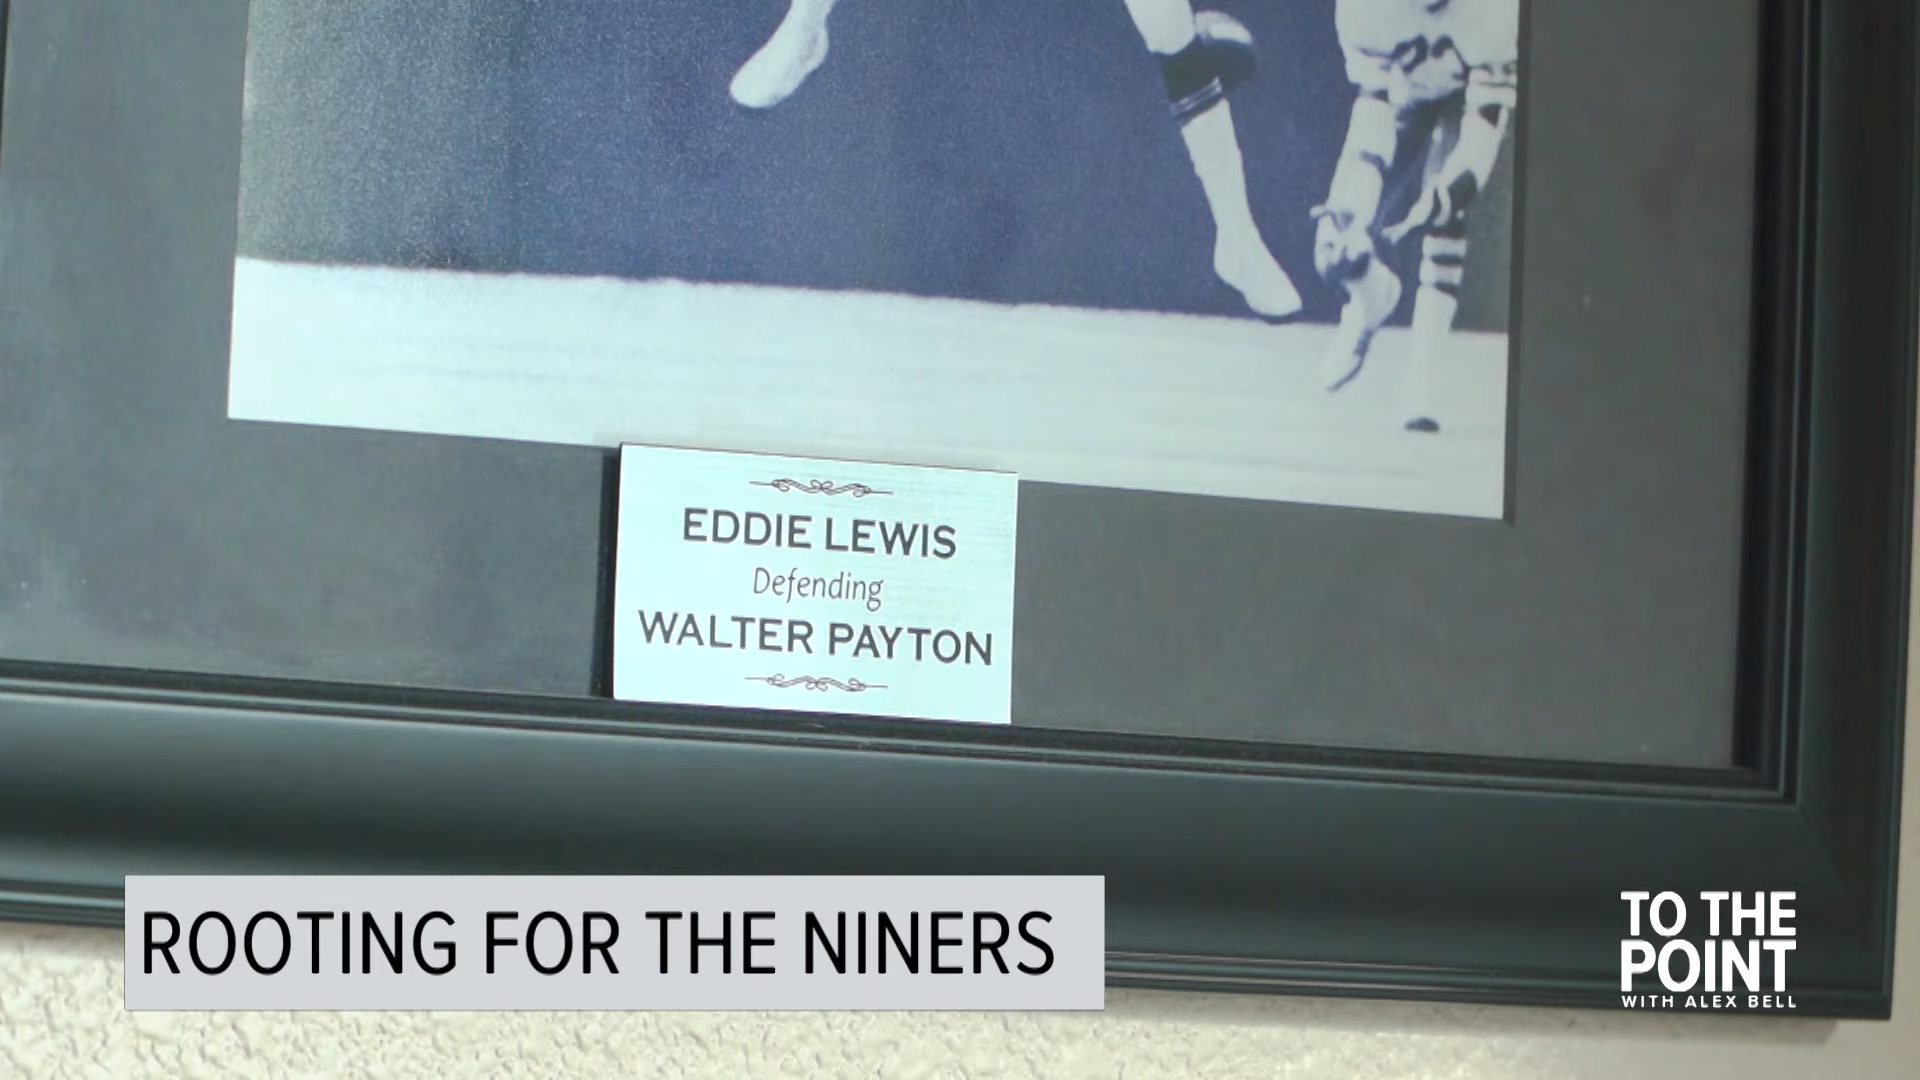 EDDIE LEWIS
Defending
WALTER PAYTON
ROOTING FOR THE NINERS
TO THE
POINT
WITH ALEX BELL